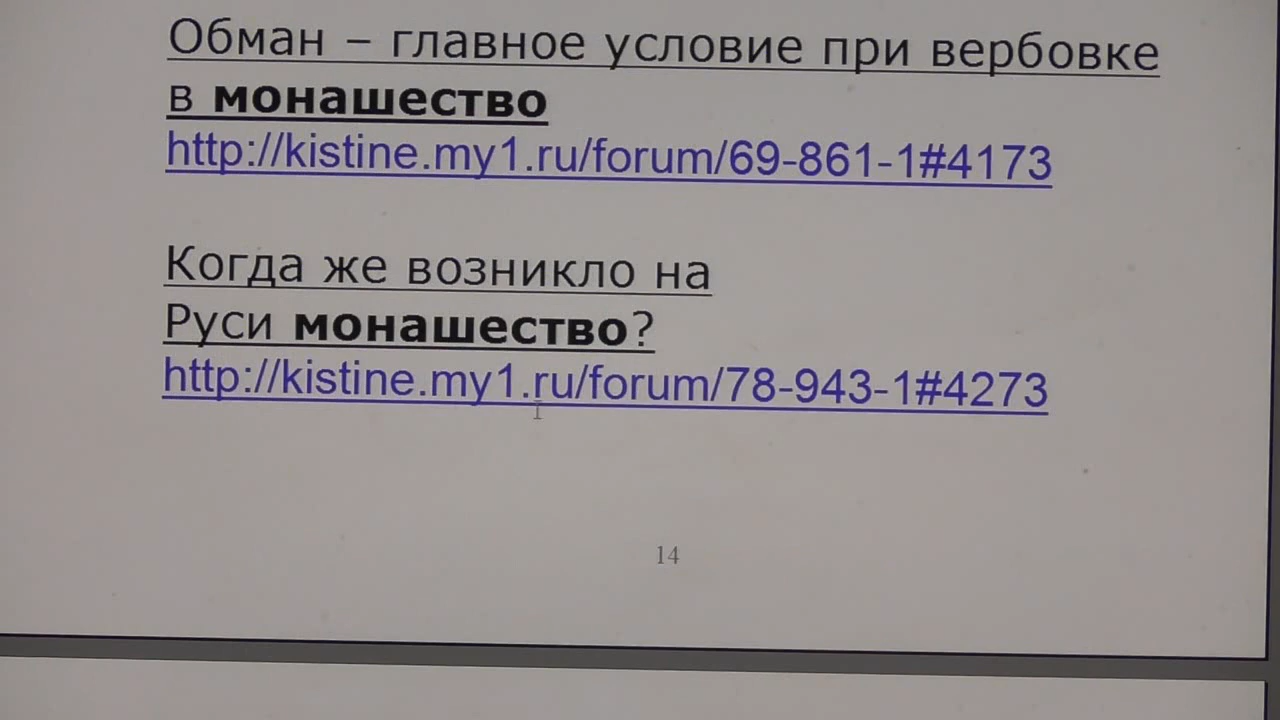 Обман – главное условие при вербовке
в монашество
http://kistine.my1.ru/forum/69-861-1#4173
Когда же возникло на
Руси монашество?
http://kistine.my1.ru/forum/78-943-1#4273
14